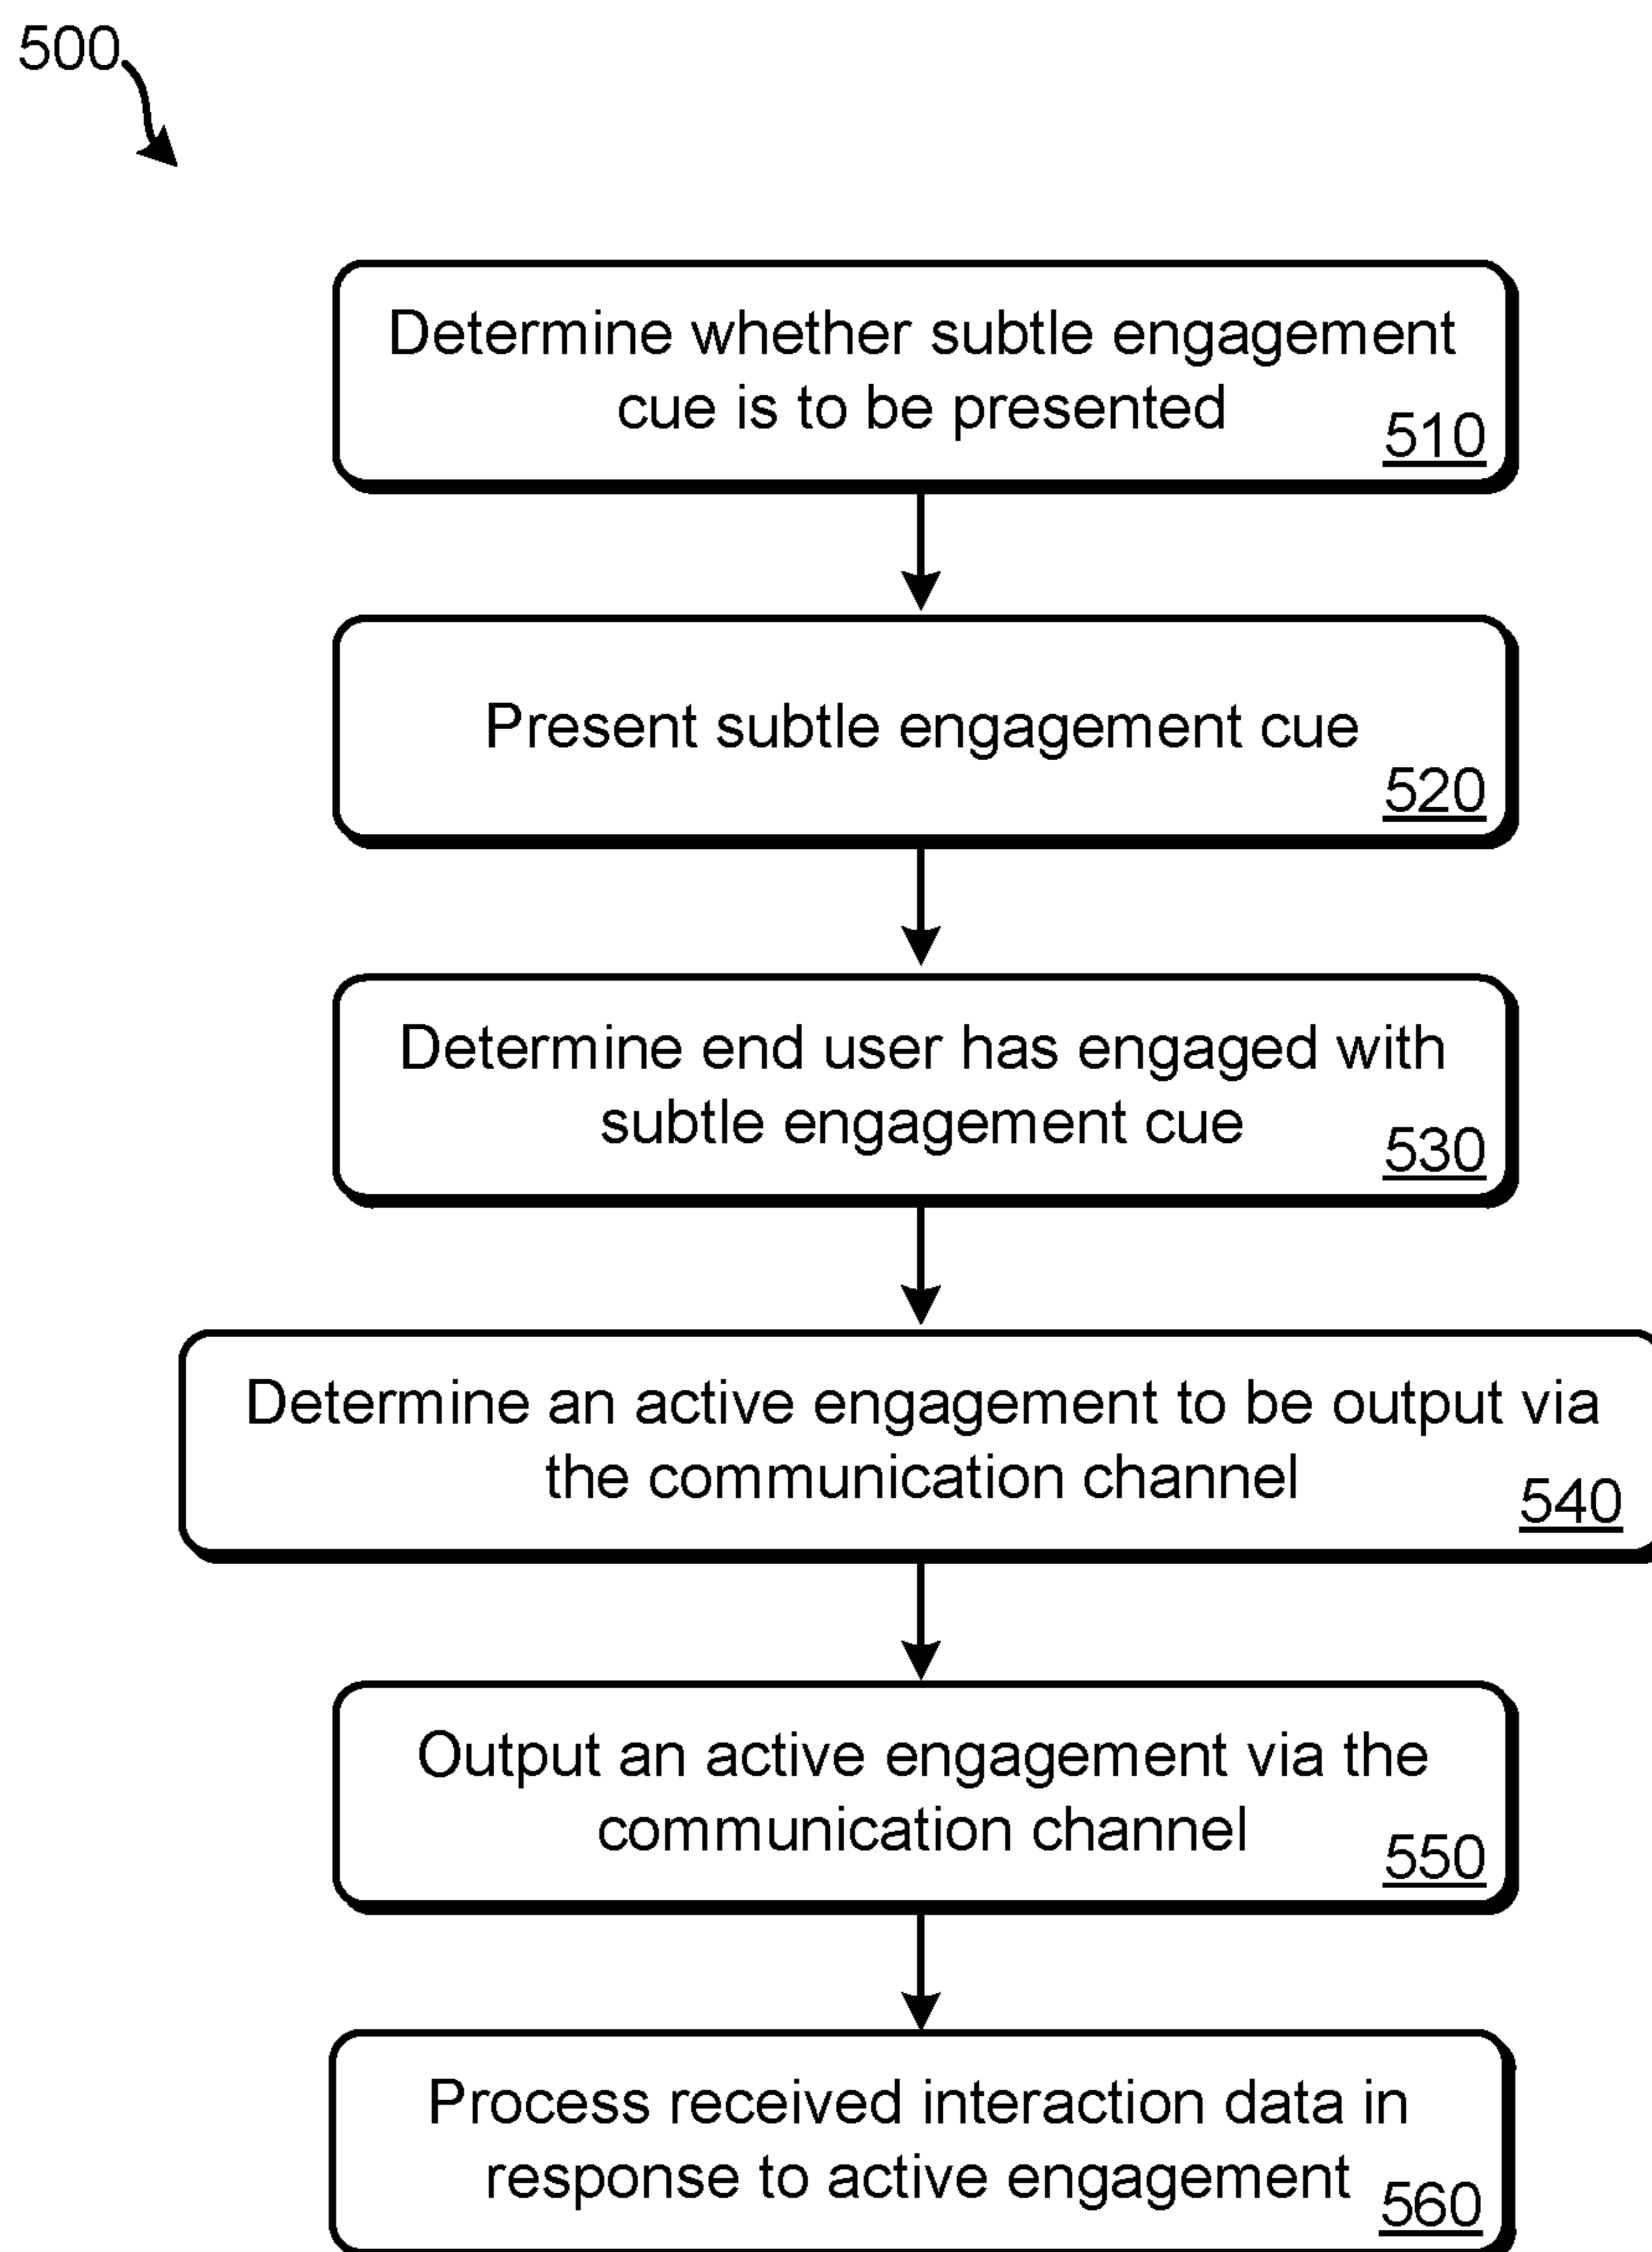 500
Determine whether subtle engagement
cue is to be presented
510
Present subtle engagement cue
520
Determine end user has engaged with
subtle engagement cue
530
Determine an active engagement to be output via
the communication channel
540
Output an active engagement via the
communication channel
550
Process received interaction data in
response to active engagement
560